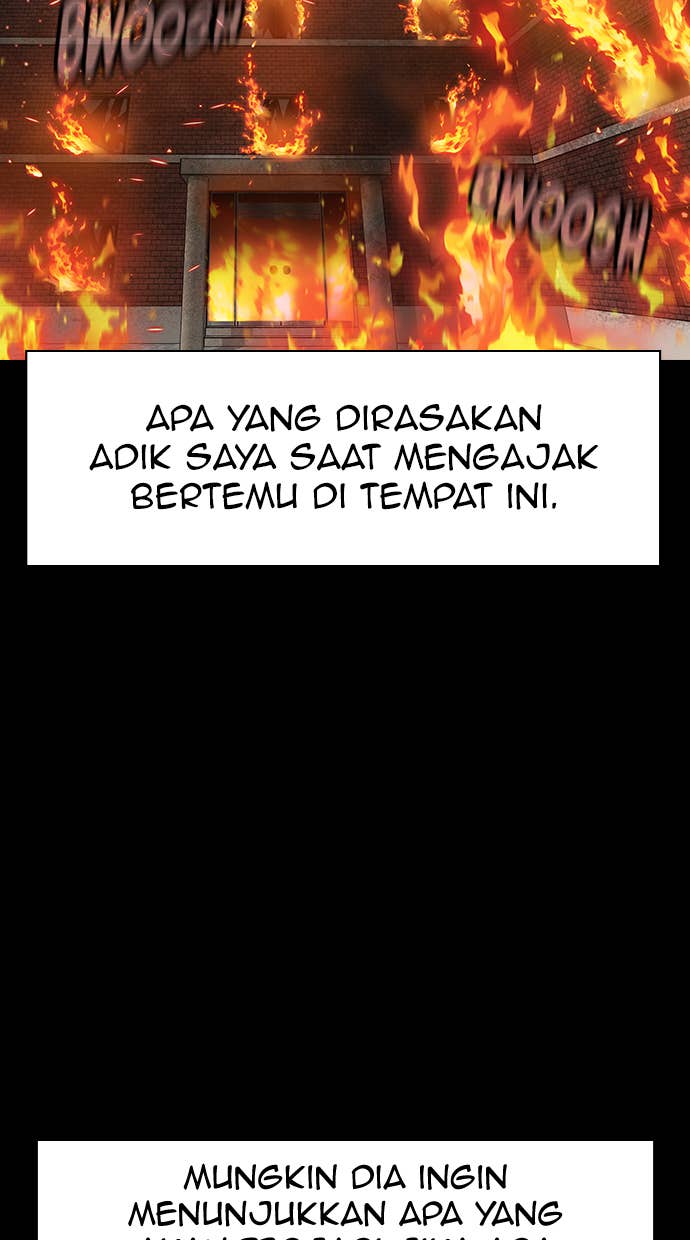 BWOOSH
BWOOSH
APA YANG DIRASAKAN
ADIK SAYA SAAT MENGAJAK
BERTEMU DI TEMPAT INI.
MUNGKIN DIA INGIN
MENUNJUKKAN APA YANG